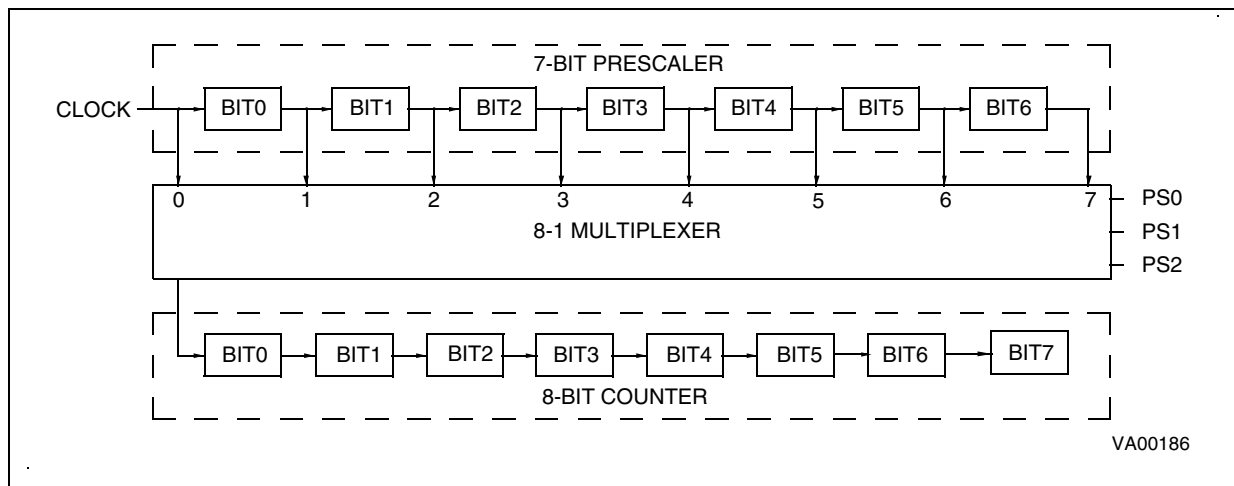 7-BIT PRESCALER
CLOCK BIT0 BIT1 BIT2 BIT3 BIT4 BIT5 BIT6
0 1 2 3 4 5 6 7
PS0
8-1 MULTIPLEXER PS1
PS2
BIT0 BIT1 BIT2 BIT3 BIT4 BIT5 BIT6 BIT7
8-BIT COUNTER
VA00186